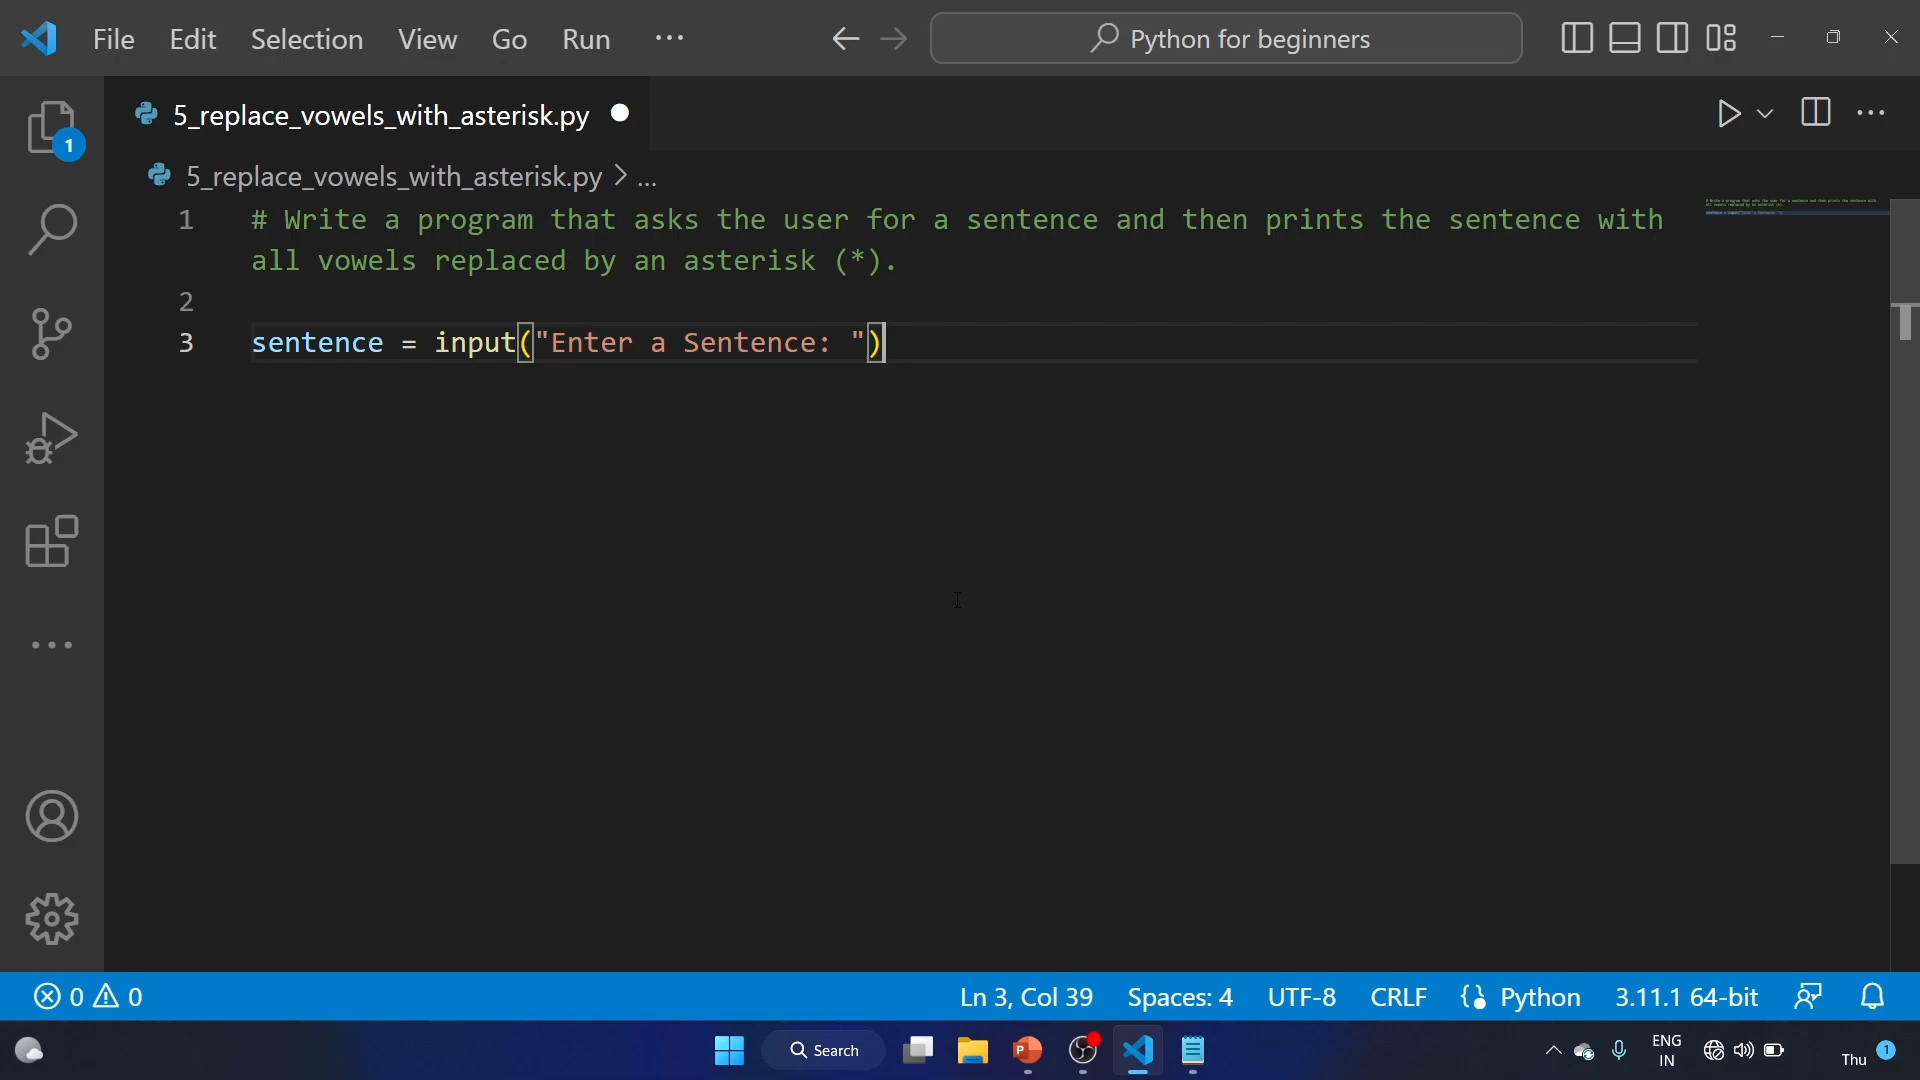 File Edit Selection View Go Run ... Python for beginners
5_replace_vowels_with_asterisk.py
1
5_replace_vowels_with_asterisk.py > ...
1 # Write a program that asks the user for a sentence and then prints the sentence with
all vowels replaced by an asterisk (*).
2
3 sentence = input("Enter a Sentence: ")
0 0 Ln 3, Col 39 Spaces: 4 UTF-8 CRLF Python 3.11.1 64-bit
Search ENG
IN
Thu 1